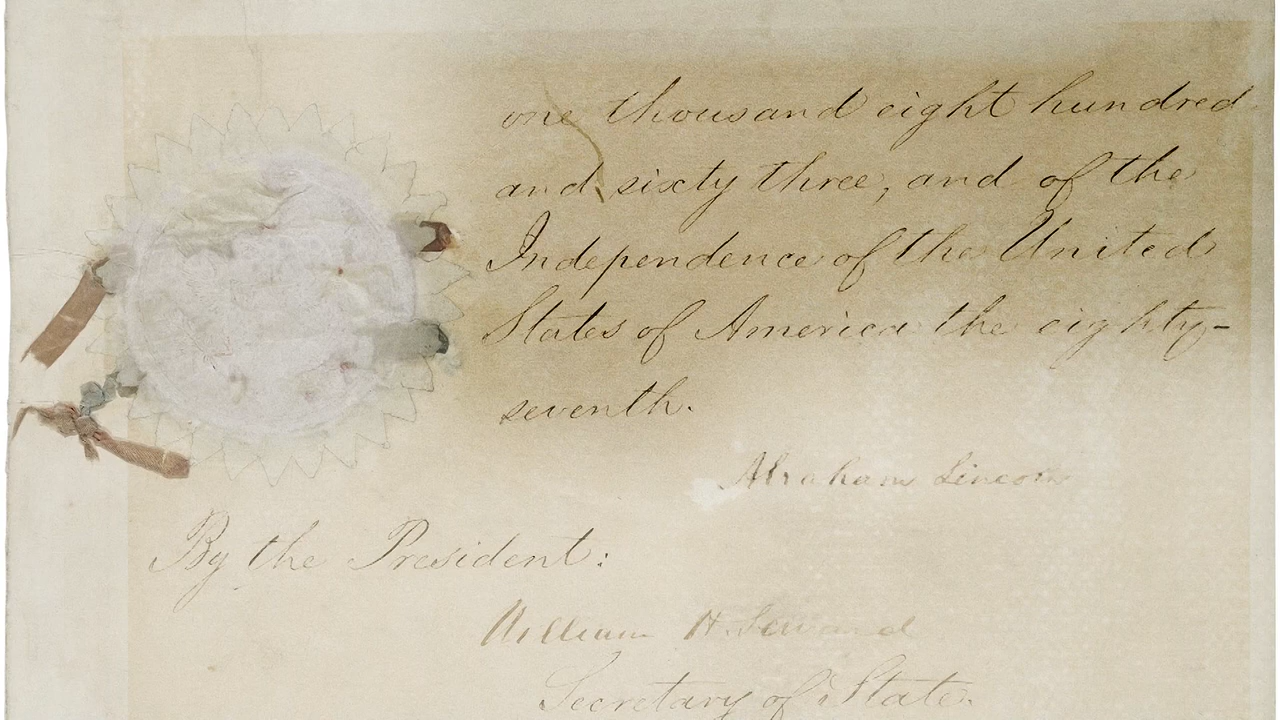 one thousand eight hundred
and sixty three, and of the
Independence of the United
States of America the eighty-
seventh.
Abraham Lincoln
By the President:
William H. Seward
Secretary of State.